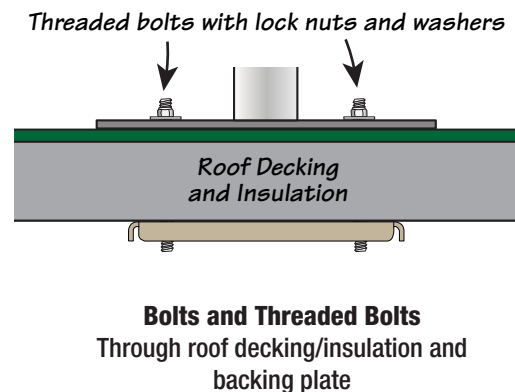 Threaded bolts with lock nuts and washers
Roof Decking
and Insulation
Bolts and Threaded Bolts
Through roof decking/insulation and
backing plate